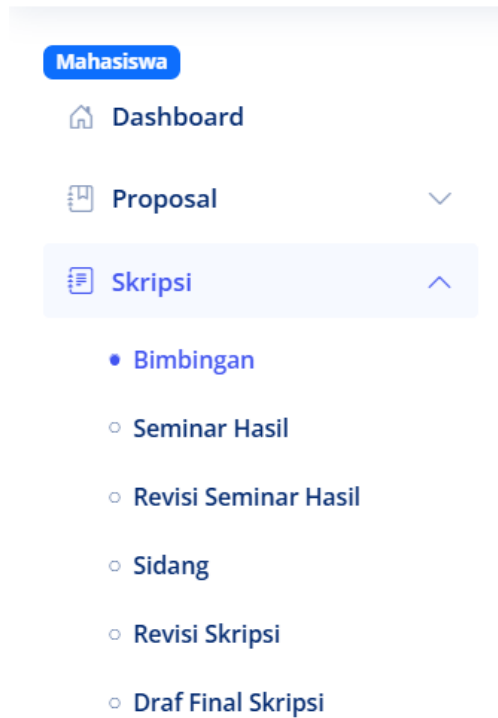 Mahasiswa
Dashboard
Proposal
Skripsi
Bimbingan
Seminar Hasil
Revisi Seminar Hasil
Sidang
Revisi Skripsi
Draf Final Skripsi